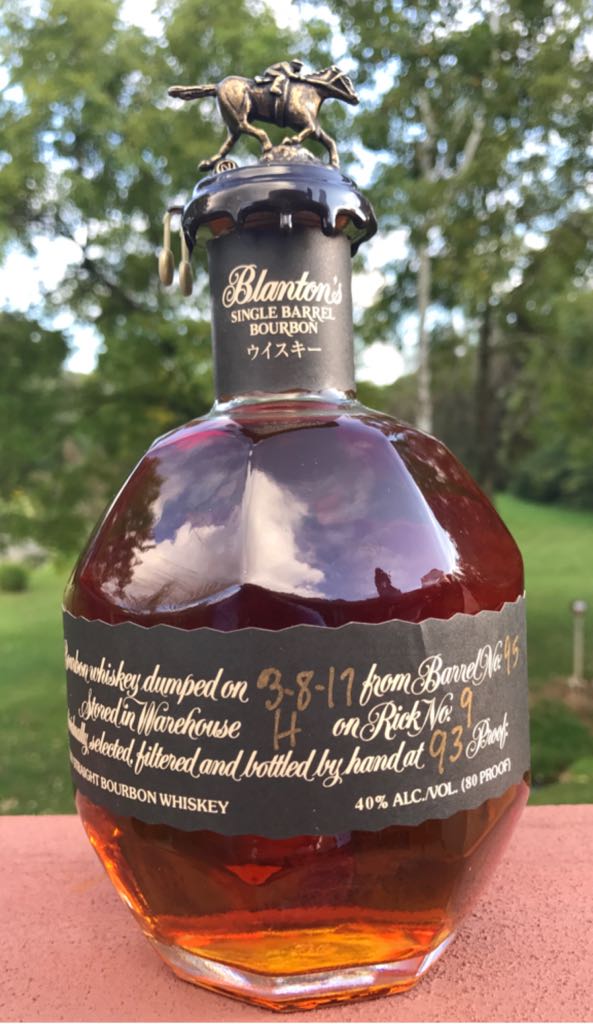 N
Blanton's
SINGLE BARREL
BOURBON
ウイスキー
Bourbon whiskey dumped on 3-8-17 from Barrel No: 95
Stored in Warehouse H on Rick No: 9
selected, filtered and bottled by hand at 93 Proof:
STRAIGHT BOURBON WHISKEY
40% ALC./VOL. (80 PROOF)